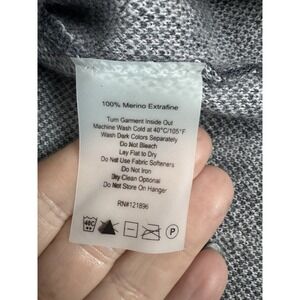 100% Merino Extrafine
Turn Garment Inside Out
Machine Wash Cold at 40°C/105°F
Wash Dark Colors Separately
Do Not Bleach
Lay Flat to Dry
Do Not Use Fabric Softeners
Do Not Iron
Dry Clean Optional
Do Not Store On Hanger
RN#121896
40C
P